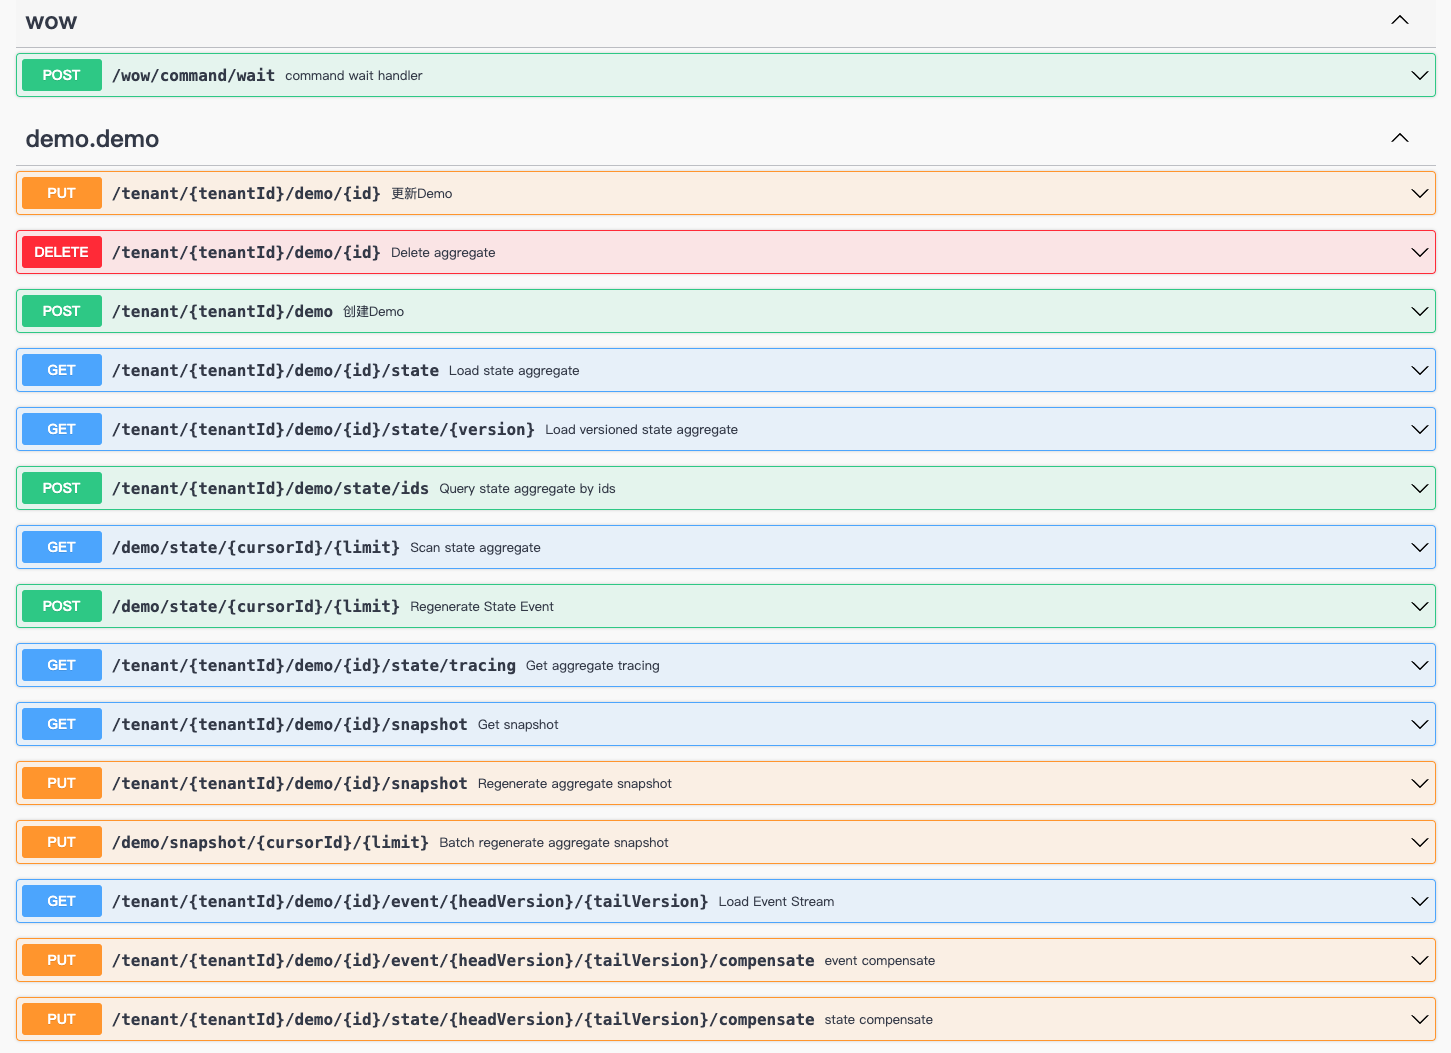 wow
POST /wow/command/wait command wait handler
demo.demo
PUT /tenant/{tenantId}/demo/{id} 更新Demo
DELETE /tenant/{tenantId}/demo/{id} Delete aggregate
POST /tenant/{tenantId}/demo 创建Demo
GET /tenant/{tenantId}/demo/{id}/state Load state aggregate
GET /tenant/{tenantId}/demo/{id}/state/{version} Load versioned state aggregate
POST /tenant/{tenantId}/demo/state/ids Query state aggregate by ids
GET /demo/state/{cursorId}/{limit} Scan state aggregate
POST /demo/state/{cursorId}/{limit} Regenerate State Event
GET /tenant/{tenantId}/demo/{id}/state/tracing Get aggregate tracing
GET /tenant/{tenantId}/demo/{id}/snapshot Get snapshot
PUT /tenant/{tenantId}/demo/{id}/snapshot Regenerate aggregate snapshot
PUT /demo/snapshot/{cursorId}/{limit} Batch regenerate aggregate snapshot
GET /tenant/{tenantId}/demo/{id}/event/{headVersion}/{tailVersion} Load Event Stream
PUT /tenant/{tenantId}/demo/{id}/event/{headVersion}/{tailVersion}/compensate event compensate
PUT /tenant/{tenantId}/demo/{id}/state/{headVersion}/{tailVersion}/compensate state compensate